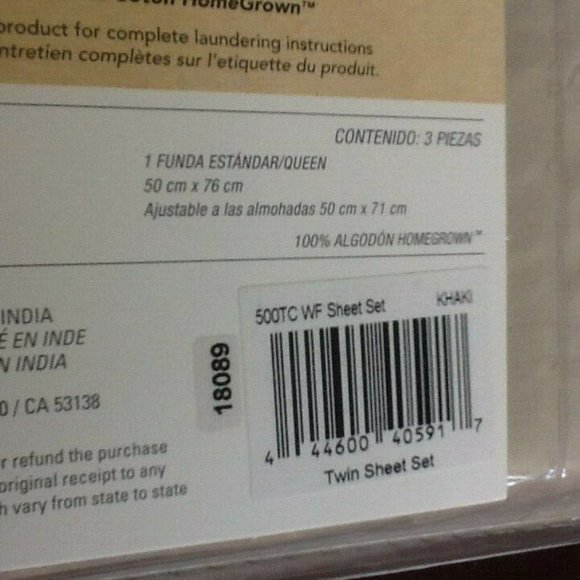 HomeGrown™
product for complete laundering instructions
entretien complètes sur l'etiquette du produit.
CONTENIDO: 3 PIEZAS
1 FUNDA ESTÁNDAR/QUEEN
50 cm x 76 cm
Ajustable a las almohadas 50 cm x 71 cm
100% ALGODÓN HOMEGROWN™
INDIA
É EN INDE
N INDIA
0 / CA 53138
r refund the purchase
original receipt to any
h vary from state to state
18089
500TC WF Sheet Set KHAKI
4 44600 40591 7
Twin Sheet Set